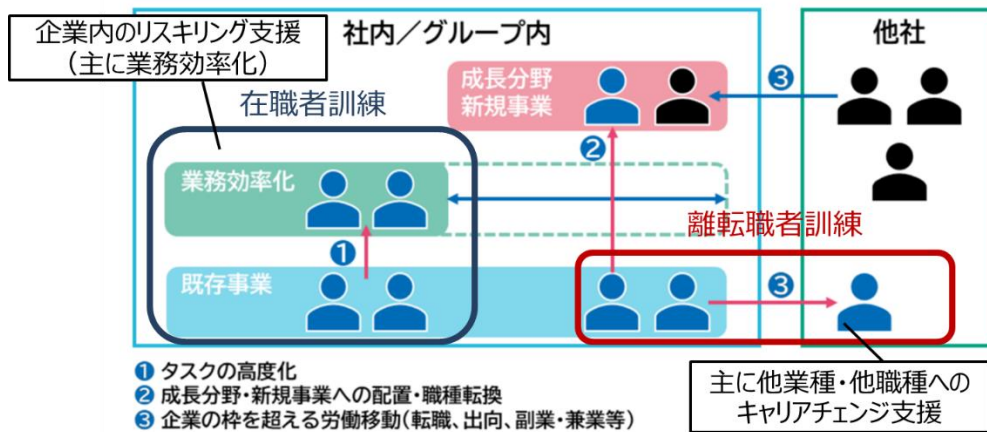 企業内のリスキリング支援
(主に業務効率化)
社内/グループ内
他社
在職者訓練
成長分野
新規事業
❸
❷
業務効率化
離転職者訓練
❶
既存事業
❸
❶ タスクの高度化
❷ 成長分野・新規事業への配置・職種転換
❸ 企業の枠を超える労働移動(転職、出向、副業・兼業等)
主に他業種・他職種への
キャリアチェンジ支援